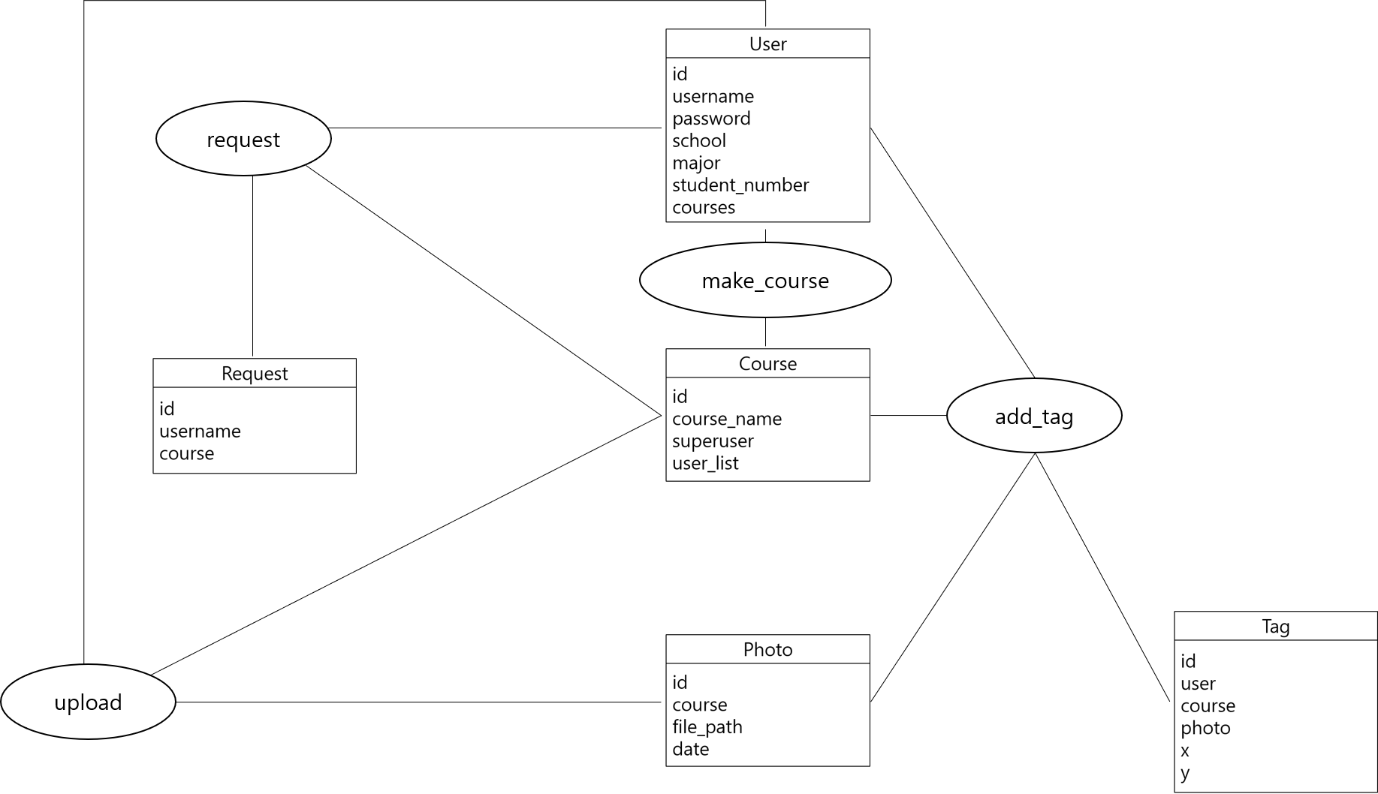 User
id
username
password
school
major
student_number
courses
request
make_course
Request
id
username
course
Course
id
course_name
superuser
user_list
add_tag
upload
Photo
id
course
file_path
date
Tag
id
user
course
photo
x
y